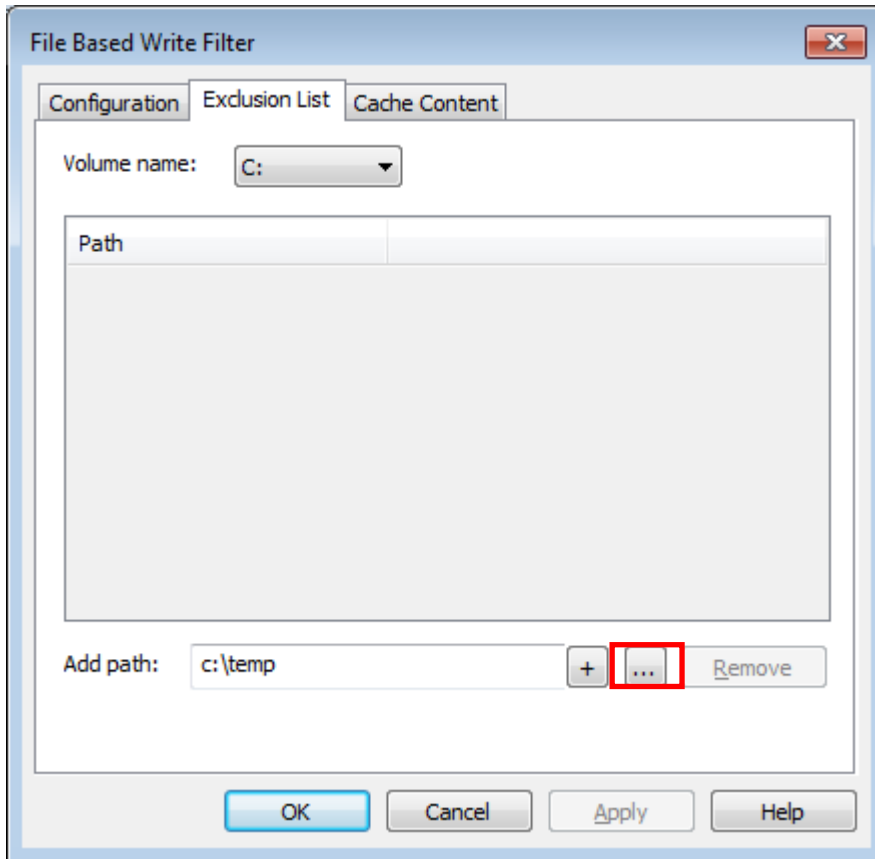 File Based Write Filter
Configuration Exclusion List Cache Content
Volume name: C:
Path
Add path: c:\temp + ... Remove
OK Cancel Apply Help